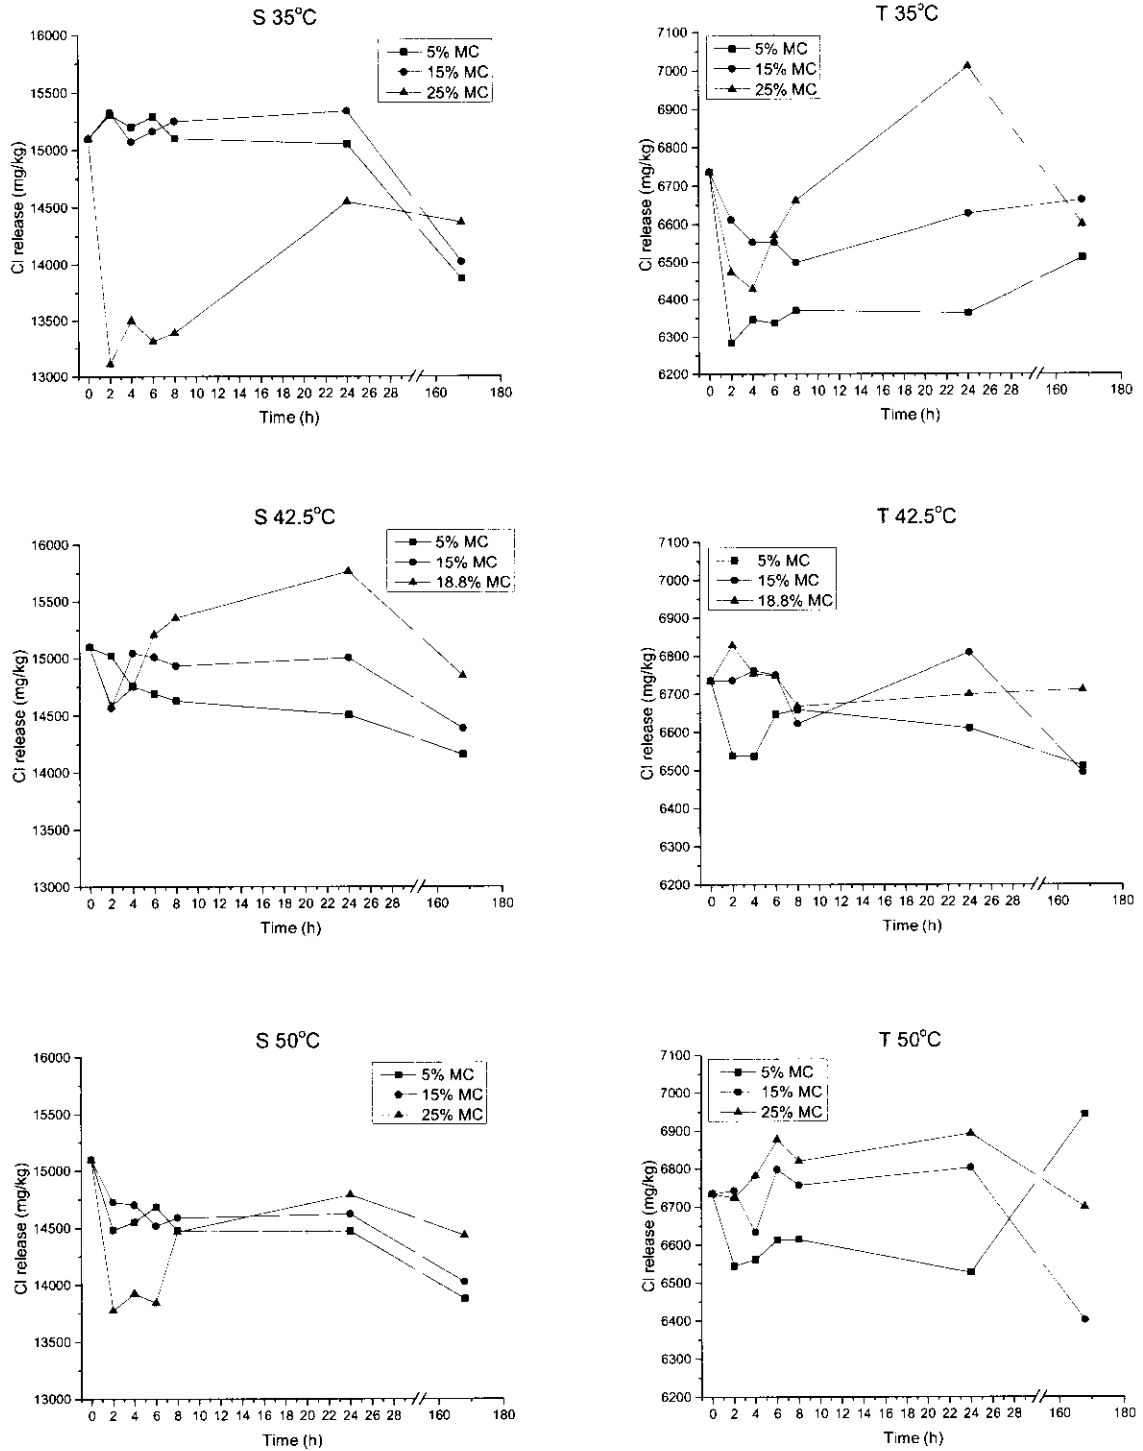 S 35°C
16000
15500
15000
14500
14000
13500
13000
Cl release (mg/kg)
5% MC
15% MC
25% MC
0 2 4 6 8 10 12 14 16 18 20 22 24 26 28 160 180
Time (h)
T 35°C
7100
7000
6900
6800
6700
6600
6500
6400
6300
6200
Cl release (mg/kg)
5% MC
15% MC
25% MC
0 2 4 6 8 10 12 14 16 18 20 22 24 26 28 160 180
Time (h)
S 42.5°C
16000
15500
15000
14500
14000
13500
13000
Cl release (mg/kg)
5% MC
15% MC
18.8% MC
0 2 4 6 8 10 12 14 16 18 20 22 24 26 28 160 180
Time (h)
T 42.5°C
7100
7000
6900
6800
6700
6600
6500
6400
6300
6200
Cl release (mg/kg)
5% MC
15% MC
18.8% MC
0 2 4 6 8 10 12 14 16 18 20 22 24 26 28 160 180
Time (h)
S 50°C
16000
15500
15000
14500
14000
13500
13000
Cl release (mg/kg)
5% MC
15% MC
25% MC
0 2 4 6 8 10 12 14 16 18 20 22 24 26 28 160 180
Time (h)
T 50°C
7100
7000
6900
6800
6700
6600
6500
6400
6300
6200
Cl release (mg/kg)
5% MC
15% MC
25% MC
0 2 4 6 8 10 12 14 16 18 20 22 24 26 28 160 180
Time (h)